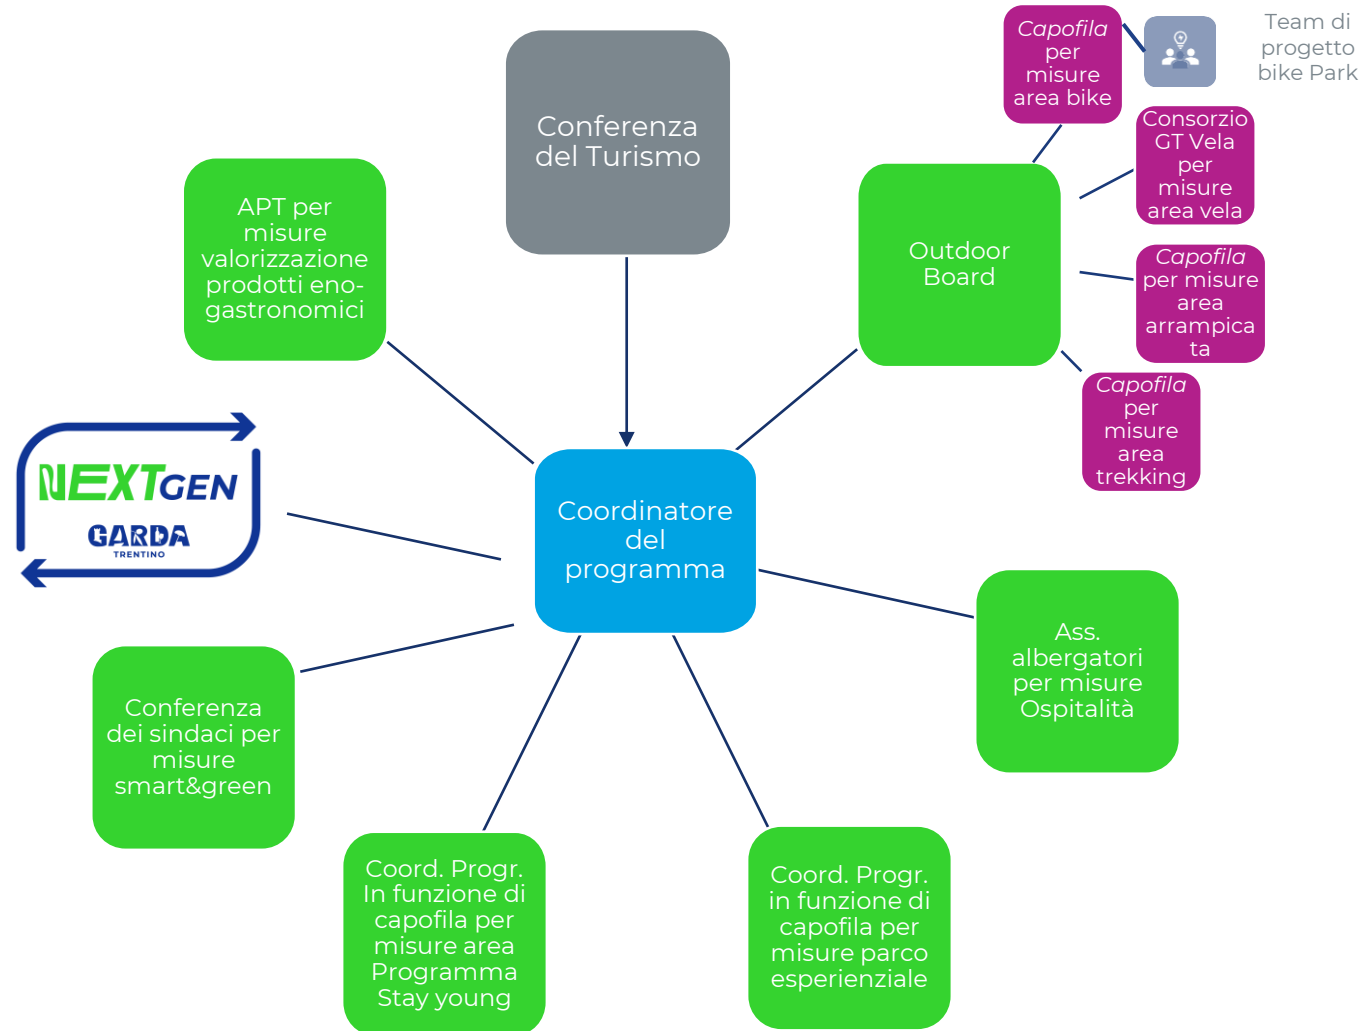 Capofila
per
misure
area bike
Team di
progetto
bike Park
Conferenza
del Turismo
Consorzio
GT Vela
per
misure
area vela
APT per
misure
valorizzazione
prodotti eno-
gastronomici
Outdoor
Board
Capofila
per misure
area
arrampica
ta
Capofila
per
misure
area
trekking
NEXTGEN
GARDA
TRENTINO
Coordinatore
del
programma
Ass.
albergatori
per misure
Ospitalità
Conferenza
dei sindaci per
misure
smart&green
Coord. Progr.
In funzione di
capofila per
misure area
Programma
Stay young
Coord. Progr.
in funzione di
capofila per
misure parco
esperienziale